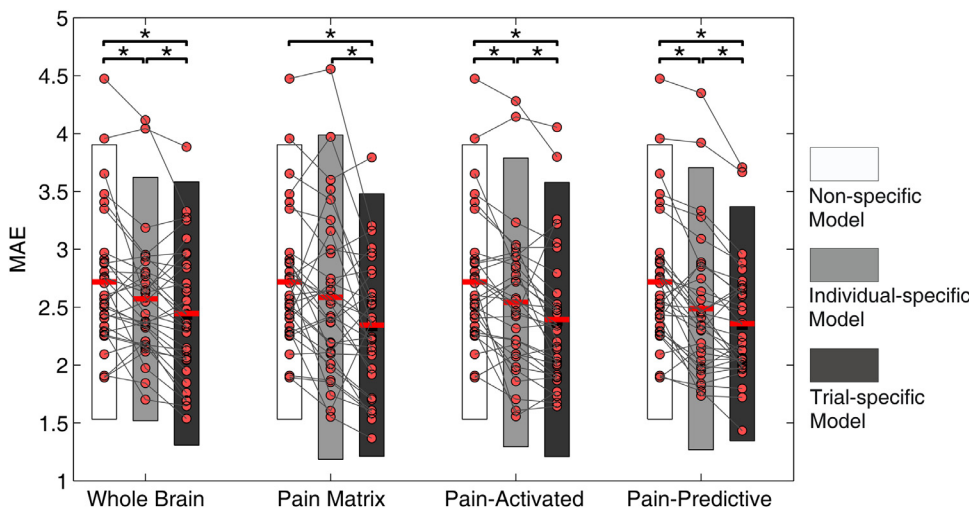 5
4.5
4
3.5
3
2.5
2
1.5
1
MAE
* * *
* *
* * *
* * *
Whole Brain
Pain Matrix
Pain-Activated
Pain-Predictive
Non-specific
Model
Individual-specific
Model
Trial-specific
Model